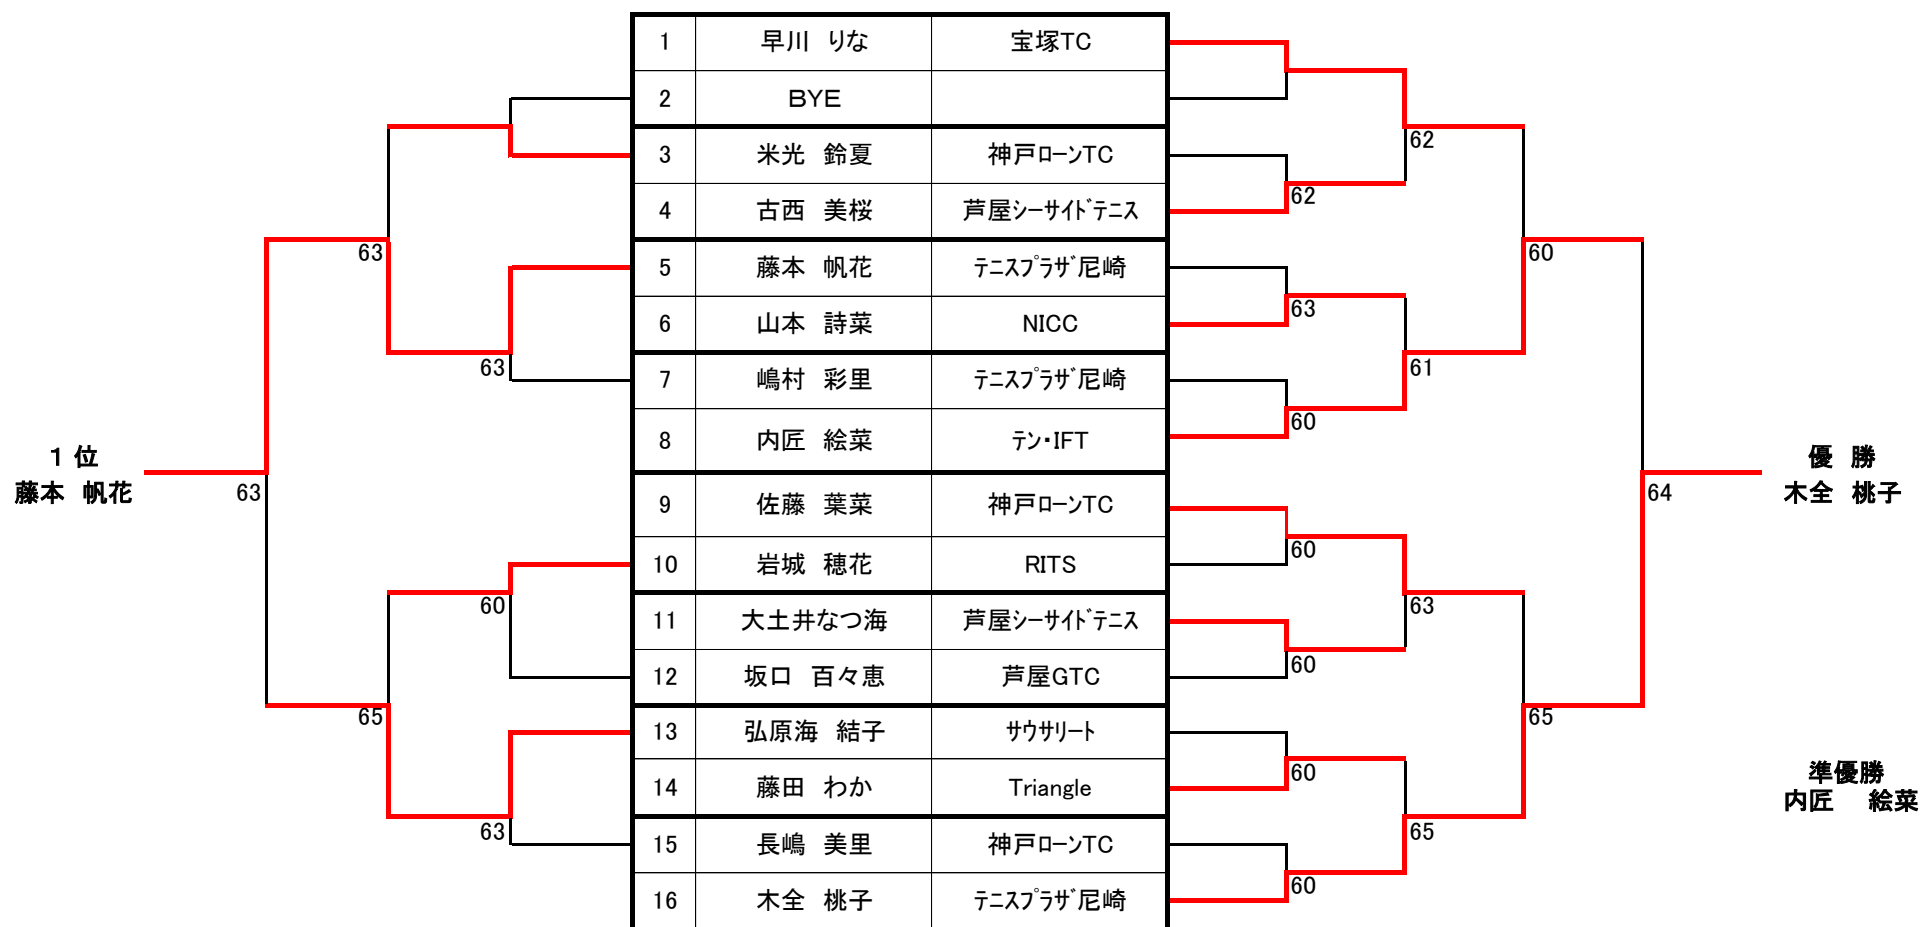 1 早川　りな 宝塚TC
2 BYE
3 米光　鈴夏 神戸ローンTC
4 古西　美桜 芦屋シーサイドテニス
5 藤本　帆花 テニスプラザ尼崎
6 山本　詩菜 NICC
7 嶋村　彩里 テニスプラザ尼崎
8 内匠　絵菜 テン・IFT
9 佐藤　葉菜 神戸ローンTC
10 岩城　穂花 RITS
11 大土井なつ海 芦屋シーサイドテニス
12 坂口　百々恵 芦屋GTC
13 弘原海　結子 サウサリート
14 藤田　わか Triangle
15 長嶋　美里 神戸ローンTC
16 木全　桃子 テニスプラザ尼崎
1 位
藤本　帆花
63
63
63
60
65
63
62
62
63
60
60
61
60
60
63
60
60
65
65
64
優　勝
木全　桃子
準優勝
内匠　絵菜